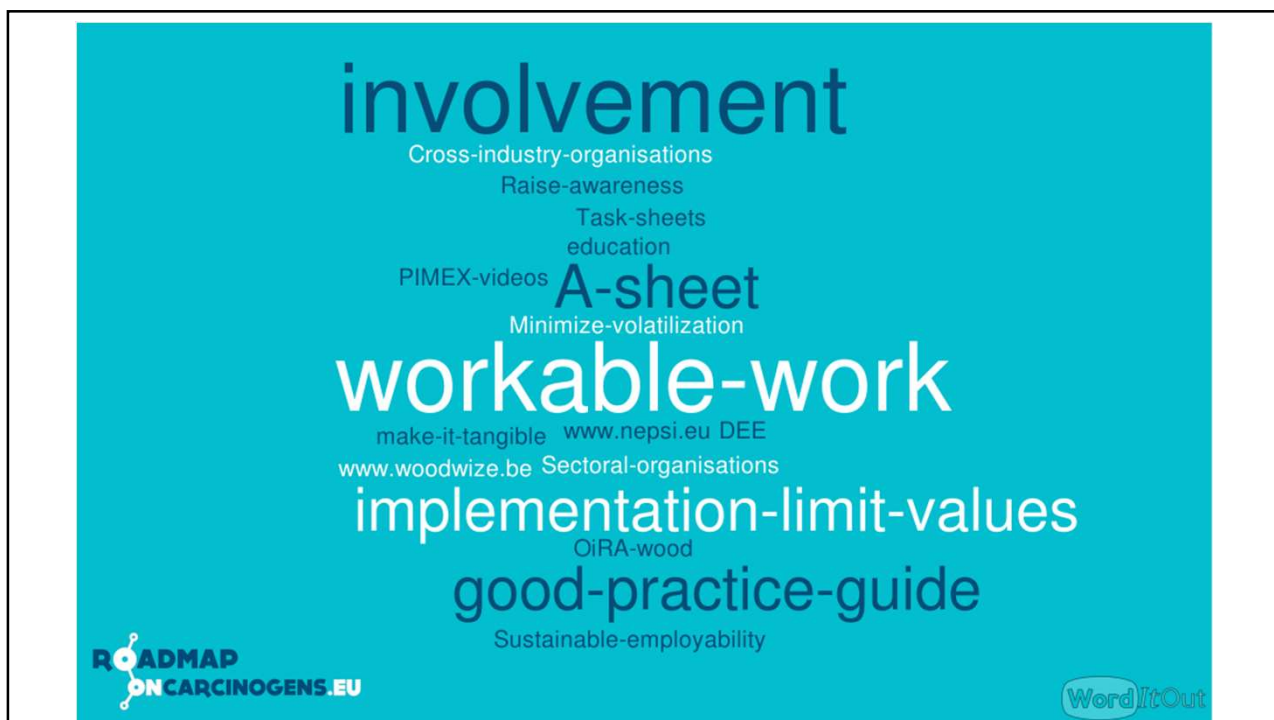 involvement
Cross-industry-organisations
Raise-awareness
Task-sheets
education
PIMEX-videos A-sheet
Minimize-volatilization
workable-work
make-it-tangible www.nepsi.eu DEE
www.woodwize.be Sectoral-organisations
implementation-limit-values
OiRA-wood
good-practice-guide
Sustainable-employability
ROADMAP
ONCARCINOGENS.EU
WordItOut